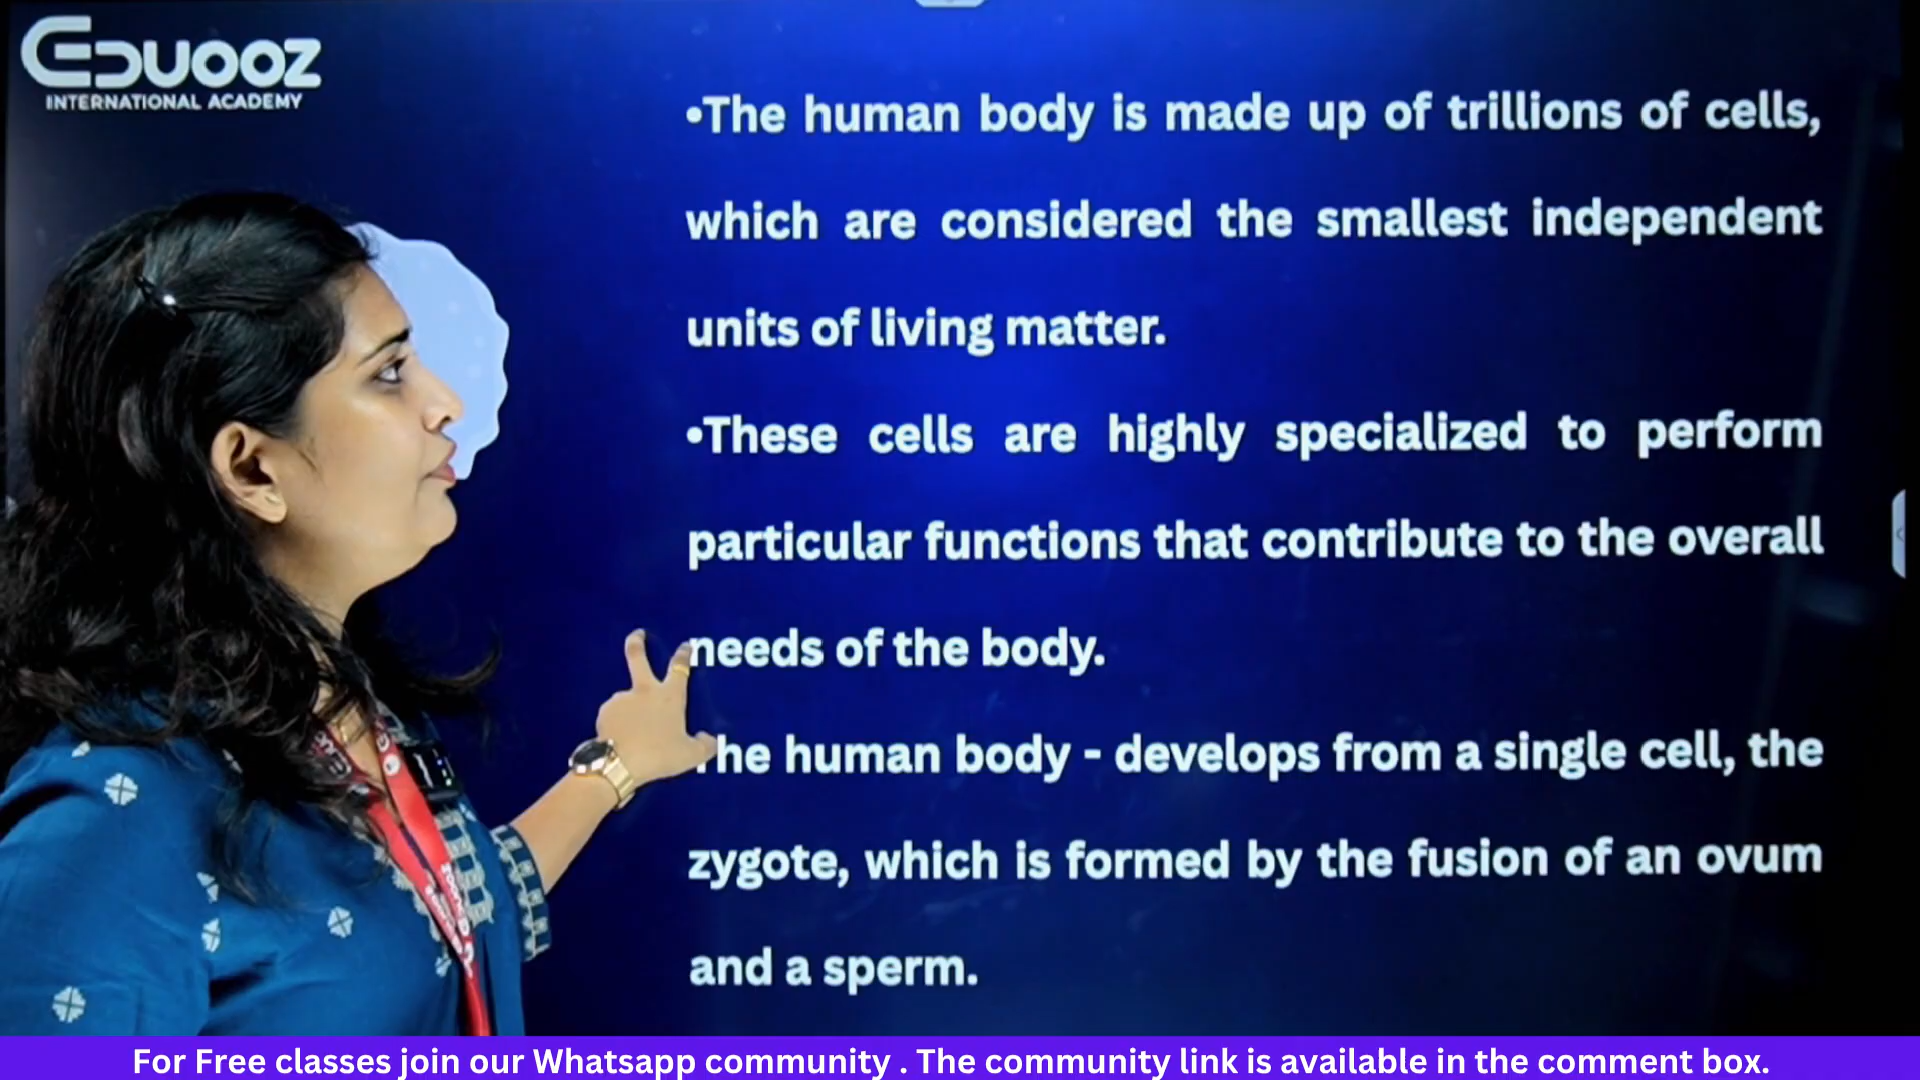 EDUOOZ
INTERNATIONAL ACADEMY
•The human body is made up of trillions of cells,
which are considered the smallest independent
units of living matter.
•These cells are highly specialized to perform
particular functions that contribute to the overall
needs of the body.
The human body - develops from a single cell, the
zygote, which is formed by the fusion of an ovum
and a sperm.
For Free classes join our Whatsapp community . The community link is available in the comment box.